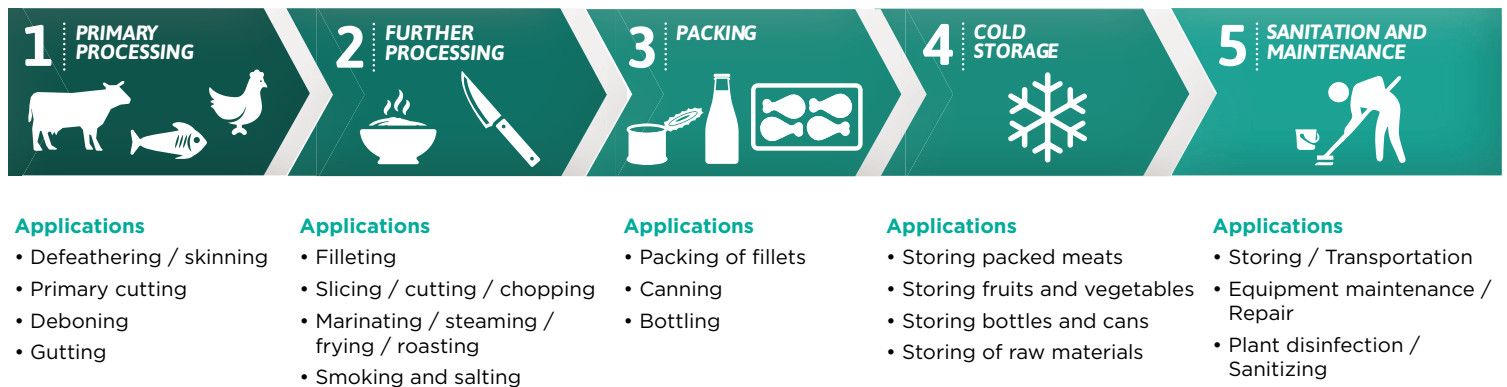 1 PRIMARY
PROCESSING
2 FURTHER
PROCESSING
3 PACKING
4 COLD
STORAGE
5 SANITATION AND
MAINTENANCE
Applications
• Defeathering / skinning
• Primary cutting
• Deboning
• Gutting
Applications
• Filleting
• Slicing / cutting / chopping
• Marinating / steaming /
frying / roasting
• Smoking and salting
Applications
• Packing of fillets
• Canning
• Bottling
Applications
• Storing packed meats
• Storing fruits and vegetables
• Storing bottles and cans
• Storing of raw materials
Applications
• Storing / Transportation
• Equipment maintenance /
Repair
• Plant disinfection /
Sanitizing